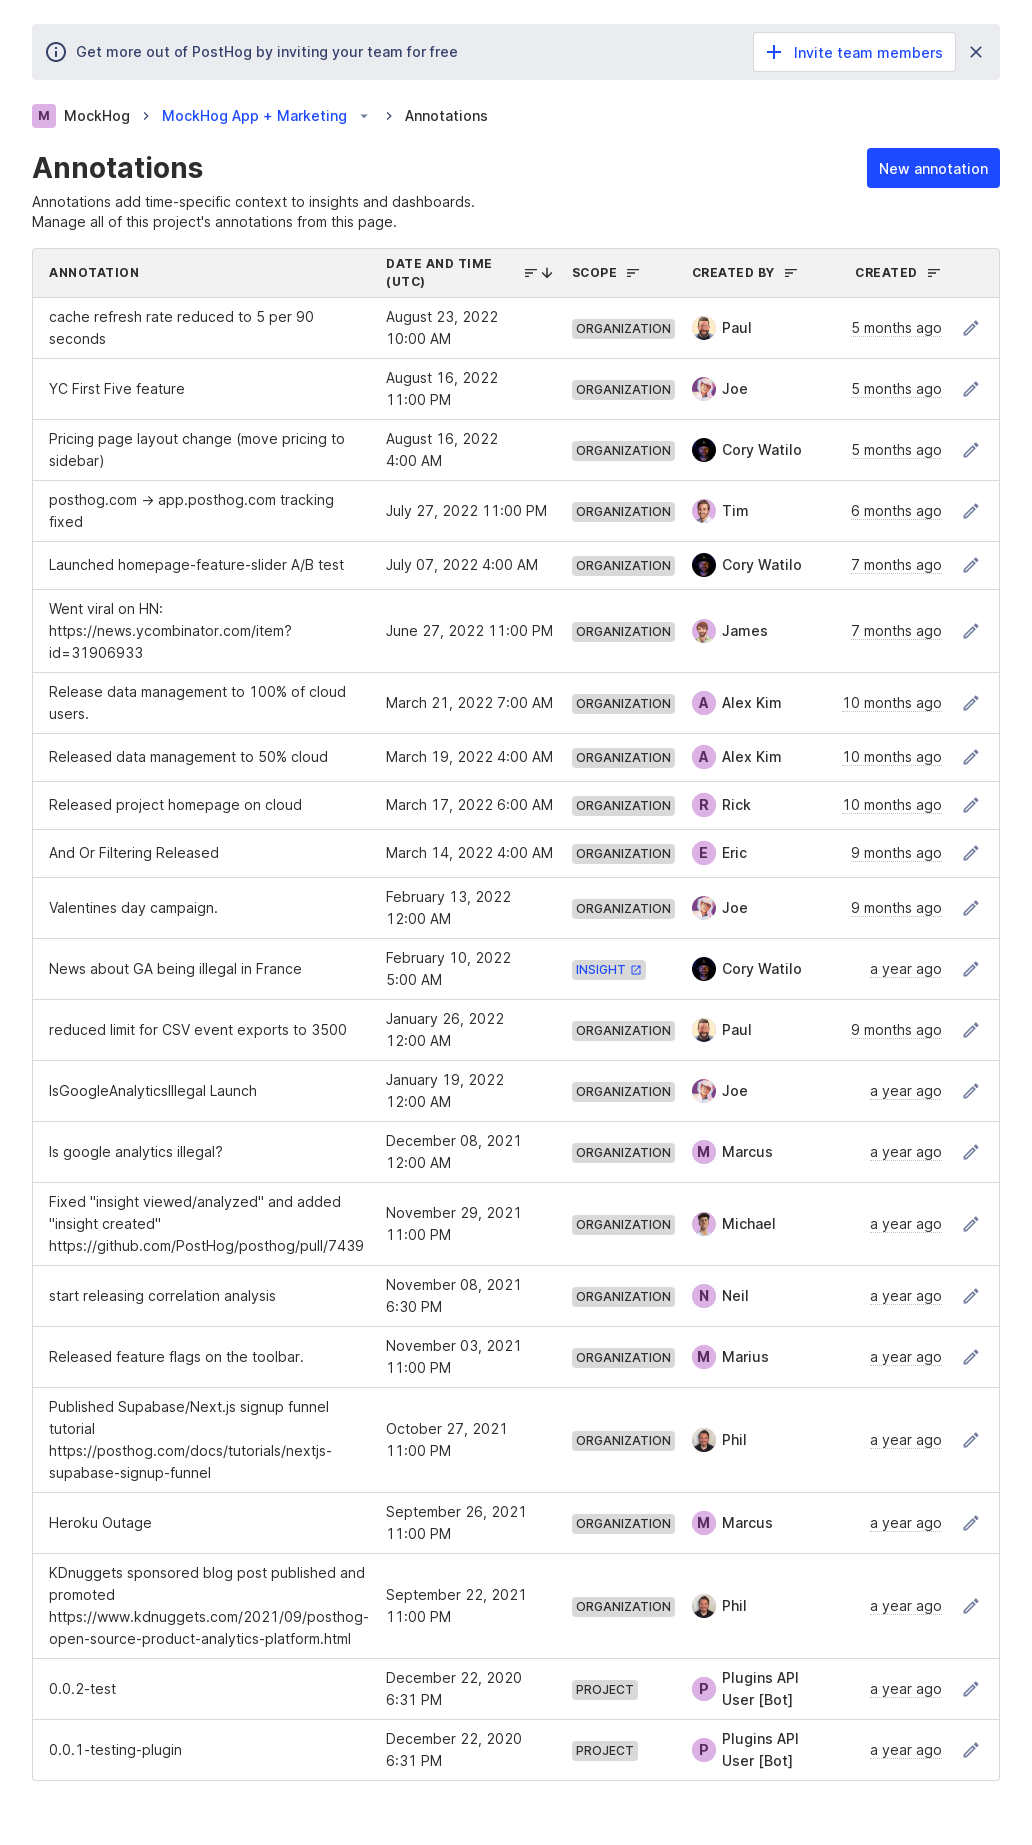 Get more out of PostHog by inviting your team for free
Invite team members
M MockHog > MockHog App + Marketing > Annotations
Annotations
New annotation
Annotations add time-specific context to insights and dashboards.
Manage all of this project's annotations from this page.
ANNOTATION DATE AND TIME (UTC) SCOPE CREATED BY CREATED
cache refresh rate reduced to 5 per 90
seconds
August 23, 2022
10:00 AM
ORGANIZATION Paul 5 months ago
YC First Five feature
August 16, 2022
11:00 PM
ORGANIZATION Joe 5 months ago
Pricing page layout change (move pricing to
sidebar)
August 16, 2022
4:00 AM
ORGANIZATION Cory Watilo 5 months ago
posthog.com → app.posthog.com tracking
fixed
July 27, 2022 11:00 PM ORGANIZATION Tim 6 months ago
Launched homepage-feature-slider A/B test July 07, 2022 4:00 AM ORGANIZATION Cory Watilo 7 months ago
Went viral on HN:
https://news.ycombinator.com/item?
id=31906933
June 27, 2022 11:00 PM ORGANIZATION James 7 months ago
Release data management to 100% of cloud
users.
March 21, 2022 7:00 AM ORGANIZATION A Alex Kim 10 months ago
Released data management to 50% cloud March 19, 2022 4:00 AM ORGANIZATION A Alex Kim 10 months ago
Released project homepage on cloud March 17, 2022 6:00 AM ORGANIZATION R Rick 10 months ago
And Or Filtering Released March 14, 2022 4:00 AM ORGANIZATION E Eric 9 months ago
Valentines day campaign.
February 13, 2022
12:00 AM
ORGANIZATION Joe 9 months ago
News about GA being illegal in France
February 10, 2022
5:00 AM
INSIGHT Cory Watilo a year ago
reduced limit for CSV event exports to 3500
January 26, 2022
12:00 AM
ORGANIZATION Paul 9 months ago
IsGoogleAnalyticsIllegal Launch
January 19, 2022
12:00 AM
ORGANIZATION Joe a year ago
Is google analytics illegal?
December 08, 2021
12:00 AM
ORGANIZATION M Marcus a year ago
Fixed "insight viewed/analyzed" and added
"insight created"
https://github.com/PostHog/posthog/pull/7439
November 29, 2021
11:00 PM
ORGANIZATION Michael a year ago
start releasing correlation analysis
November 08, 2021
6:30 PM
ORGANIZATION N Neil a year ago
Released feature flags on the toolbar.
November 03, 2021
11:00 PM
ORGANIZATION M Marius a year ago
Published Supabase/Next.js signup funnel
tutorial
https://posthog.com/docs/tutorials/nextjs-
supabase-signup-funnel
October 27, 2021
11:00 PM
ORGANIZATION Phil a year ago
Heroku Outage
September 26, 2021
11:00 PM
ORGANIZATION M Marcus a year ago
KDnuggets sponsored blog post published and
promoted
https://www.kdnuggets.com/2021/09/posthog-
open-source-product-analytics-platform.html
September 22, 2021
11:00 PM
ORGANIZATION Phil a year ago
0.0.2-test
December 22, 2020
6:31 PM
PROJECT P Plugins API
User [Bot]
a year ago
0.0.1-testing-plugin
December 22, 2020
6:31 PM
PROJECT P Plugins API
User [Bot]
a year ago